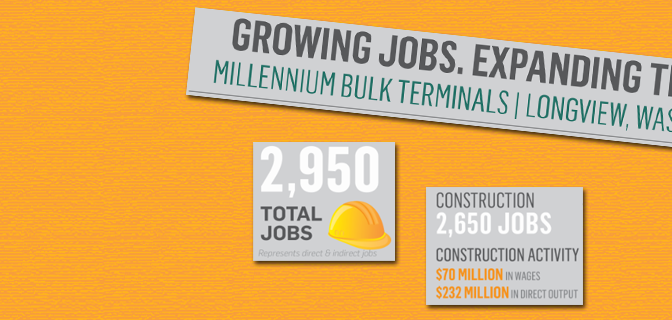 GROWING JOBS. EXPANDING
MILLENNIUM BULK TERMINALS | LONGVIEW,
2,950
TOTAL
JOBS
Represents direct & indirect jobs
CONSTRUCTION
2,650 JOBS
CONSTRUCTION ACTIVITY
$70 MILLION IN WAGES
$232 MILLION IN DIRECT OUTPUT